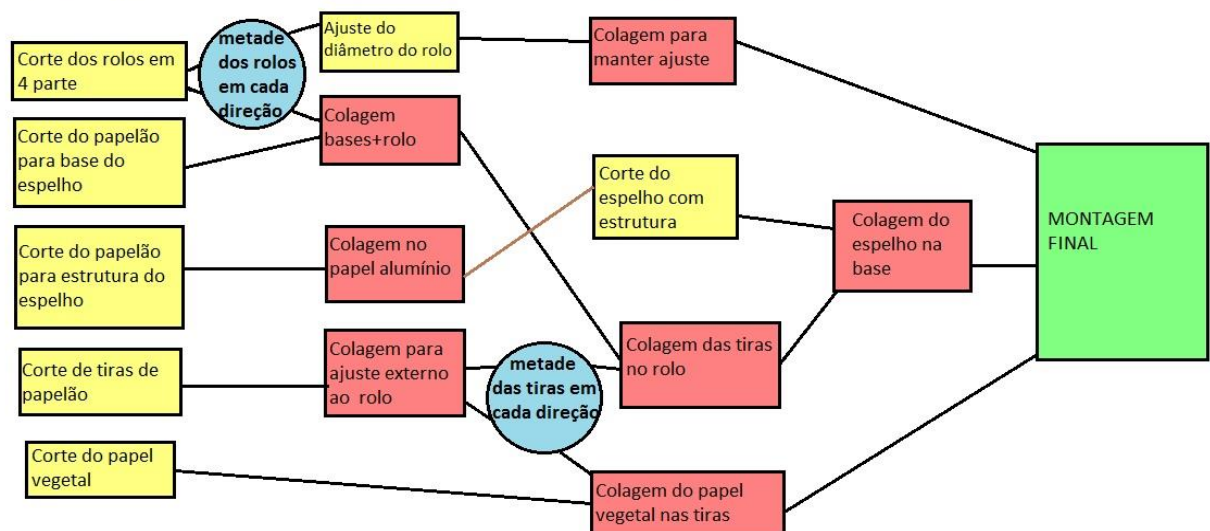 Corte dos rolos em
4 parte
metade
dos rolos
em cada
direção
Ajuste do
diâmetro do rolo
Colagem para
manter ajuste
Corte do papelão
para base do
espelho
Colagem
bases+rolo
Corte do
espelho com
estrutura
Corte do papelão
para estrutura do
espelho
Colagem no
papel alumínio
Colagem do
espelho na
base
MONTAGEM
FINAL
Corte de tiras de
papelão
Colagem para
ajuste externo
ao rolo
metade
das tiras em
cada direção
Colagem das tiras
no rolo
Corte do papel
vegetal
Colagem do papel
vegetal nas tiras